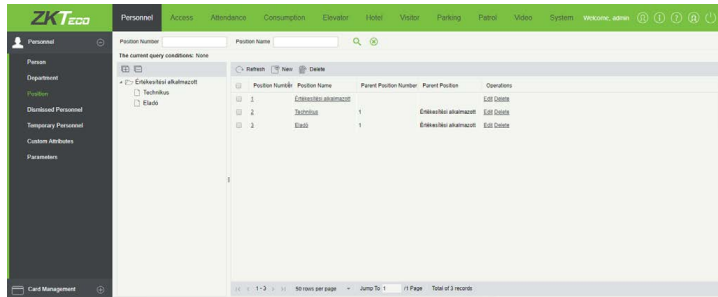 ZKTeco
Personnel Access Attendance Consumption Elevator Hotel Visitor Parking Patrol Video System Welcome, admin
Personnel
Person
Department
Position
Dismissed Personnel
Temporary Personnel
Custom Attributes
Parameters
Card Management
Position Number Position Name
The current query conditions: None
Értékesítési alkalmazott
Technikus
Eladó
Refresh New Delete
Position Number Position Name Parent Position Number Parent Position Operations
1 Értékesítési alkalmazott Edit Delete
2 Technikus 1 Értékesítési alkalmazott Edit Delete
3 Eladó 1 Értékesítési alkalmazott Edit Delete
1-3 50 rows per page Jump To 1 /1 Page Total of 3 records